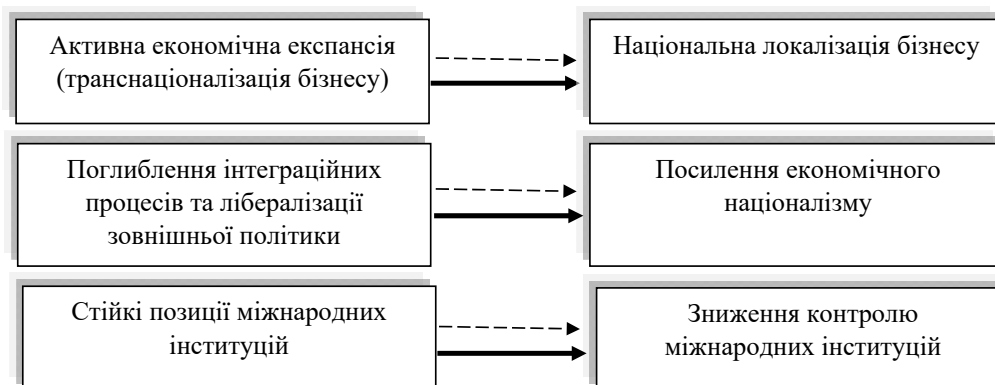 Активна економічна експансія
(транснаціоналізація бізнесу)
Національна локалізація бізнесу
Поглиблення інтеграційних
процесів та лібералізації
зовнішньої політики
Посилення економічного
націоналізму
Стійкі позиції міжнародних
інституцій
Зниження контролю
міжнародних інституцій